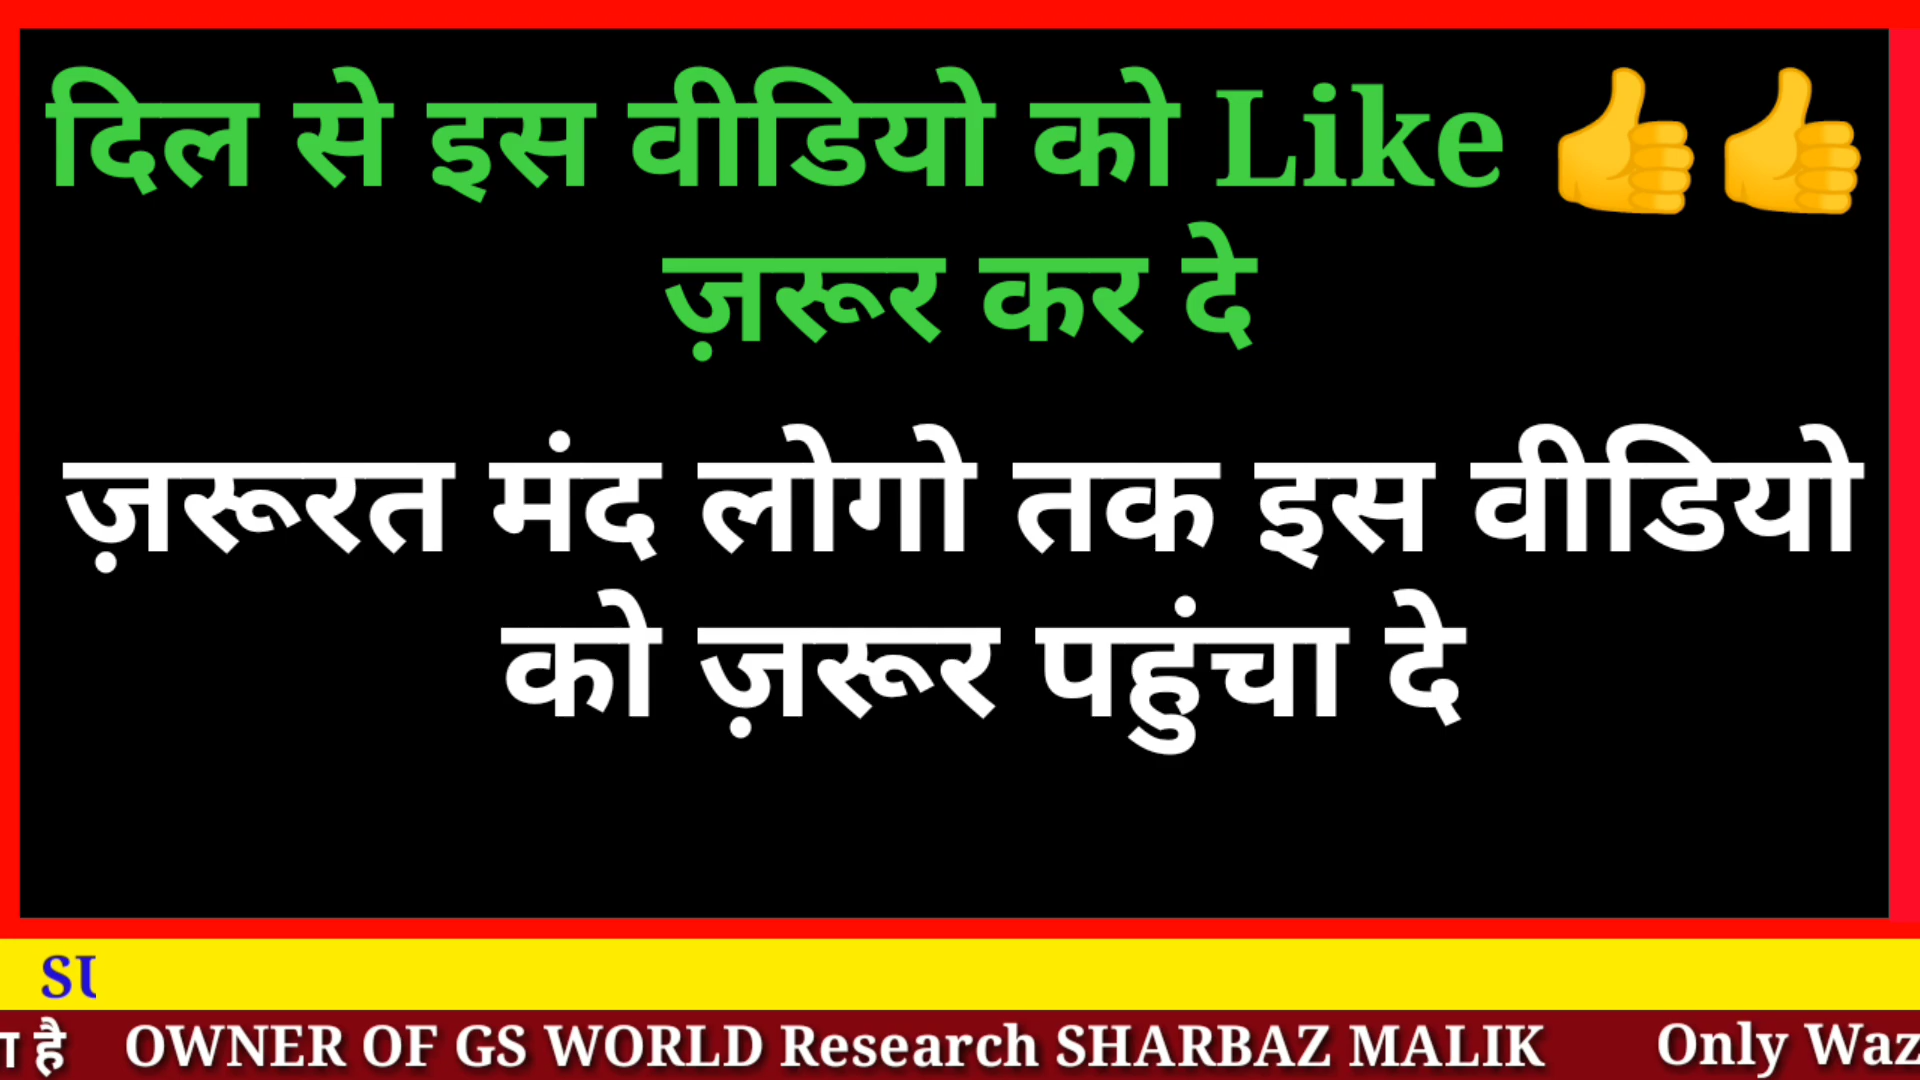 दिल से इस वीडियो को Like 👍👍
ज़रूर कर दे
ज़रूरत मंद लोगो तक इस वीडियो
को ज़रूर पहुंचा दे
है OWNER OF GS WORLD Research SHARBAZ MALIK Only